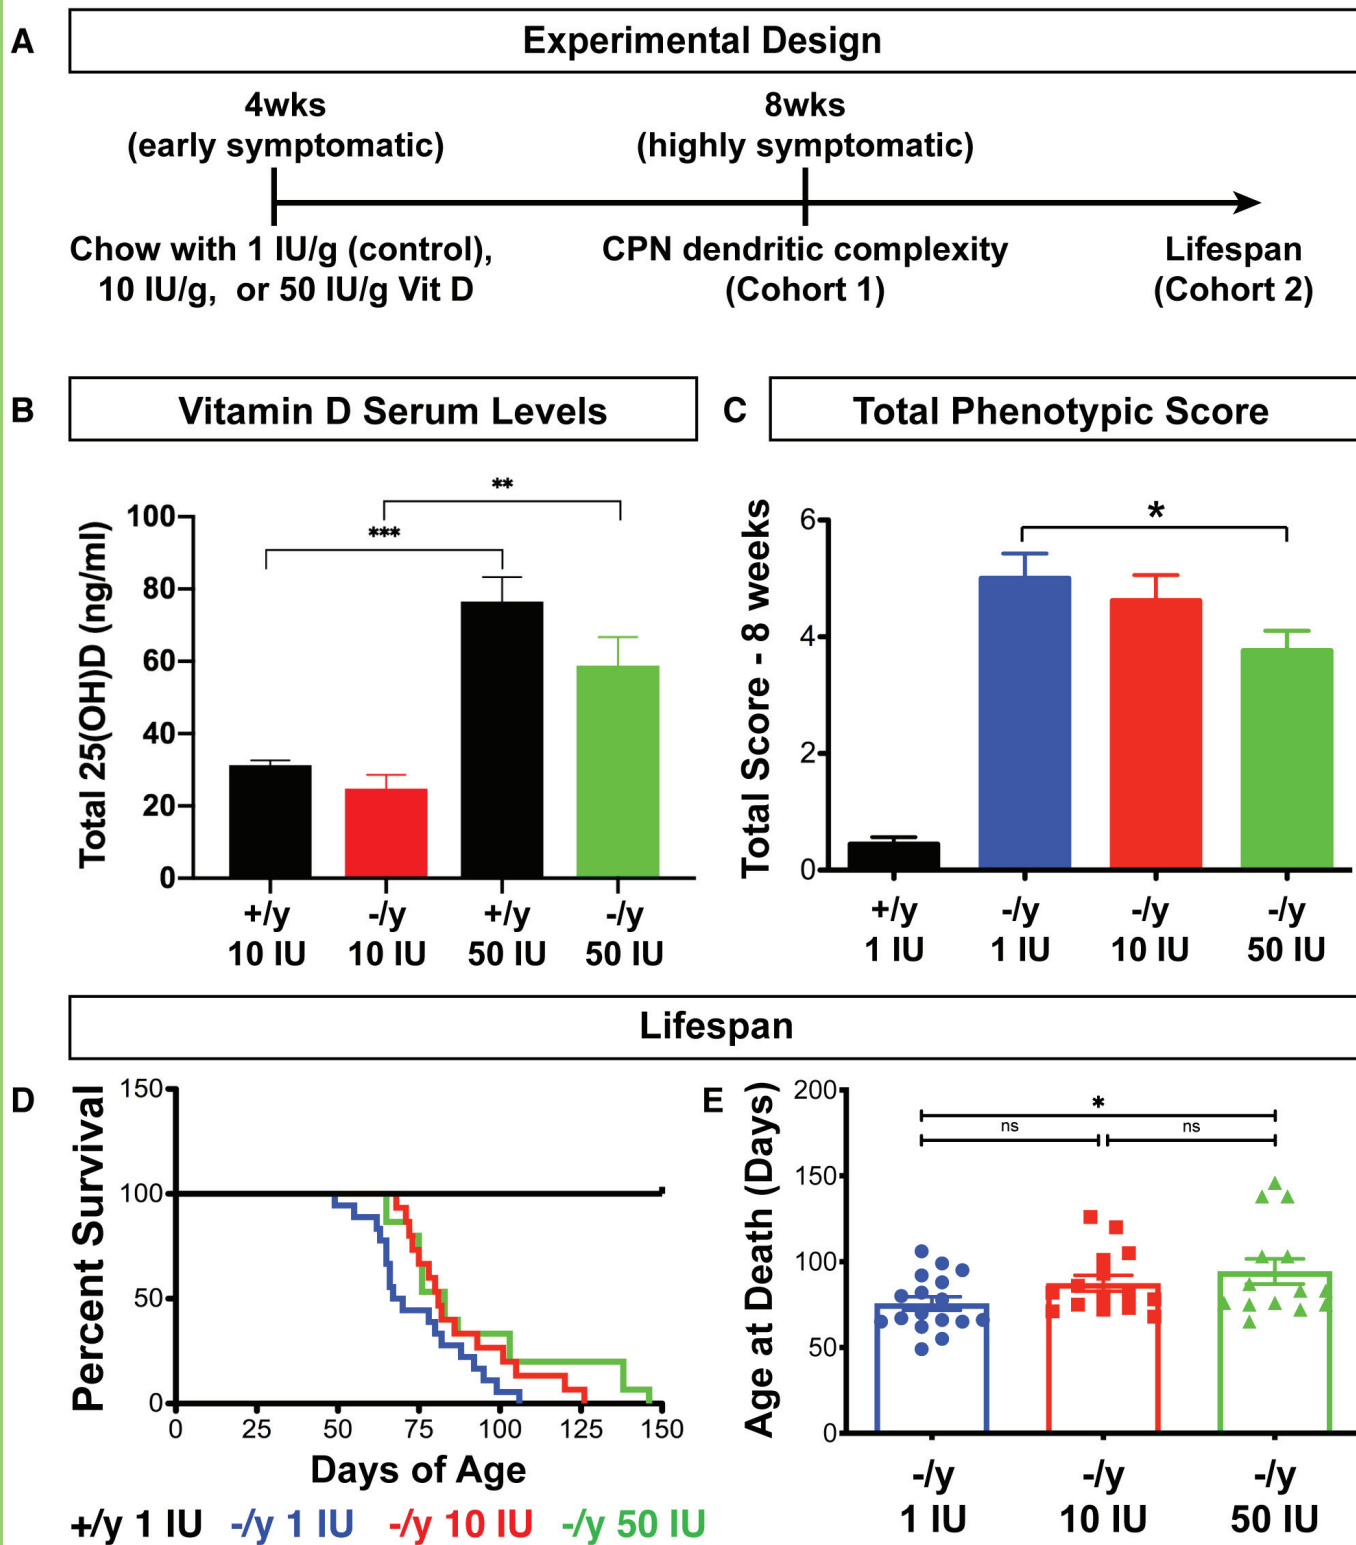 A
Experimental Design
4wks
(early symptomatic)
8wks
(highly symptomatic)
Chow with 1 IU/g (control),
10 IU/g, or 50 IU/g Vit D
CPN dendritic complexity
(Cohort 1)
Lifespan
(Cohort 2)
B
Vitamin D Serum Levels
Total 25(OH)D (ng/ml)
100
80
60
40
20
0
***
**
+/y
10 IU
-/y
10 IU
+/y
50 IU
-/y
50 IU
C
Total Phenotypic Score
Total Score - 8 weeks
6
4
2
0
*
+/y
1 IU
-/y
1 IU
-/y
10 IU
-/y
50 IU
Lifespan
D
Percent Survival
150
100
50
0
0 25 50 75 100 125 150
Days of Age
+/y 1 IU -/y 1 IU -/y 10 IU -/y 50 IU
E
Age at Death (Days)
200
150
100
50
0
*
ns ns
-/y
1 IU
-/y
10 IU
-/y
50 IU